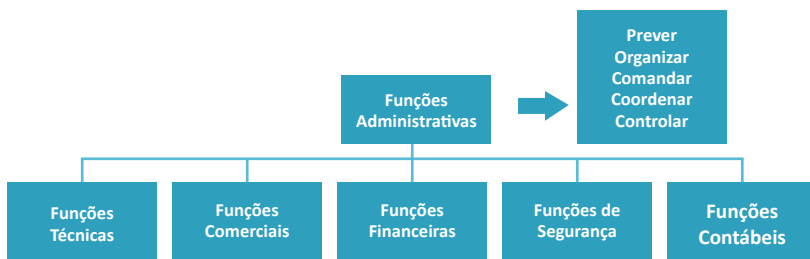 Prever
Organizar
Comandar
Coordenar
Controlar
Funções
Administrativas
Funções
Técnicas
Funções
Comerciais
Funções
Financeiras
Funções de
Segurança
Funções
Contábeis